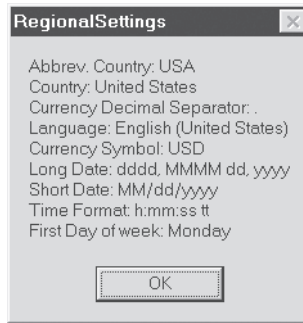 RegionalSettings
Abbrev. Country: USA
Country: United States
Currency Decimal Separator: .
Language: English (United States)
Currency Symbol: USD
Long Date: dddd, MMMM dd, yyyy
Short Date: MM/dd/yyyy
Time Format: h:mm:ss tt
First Day of week: Monday
OK